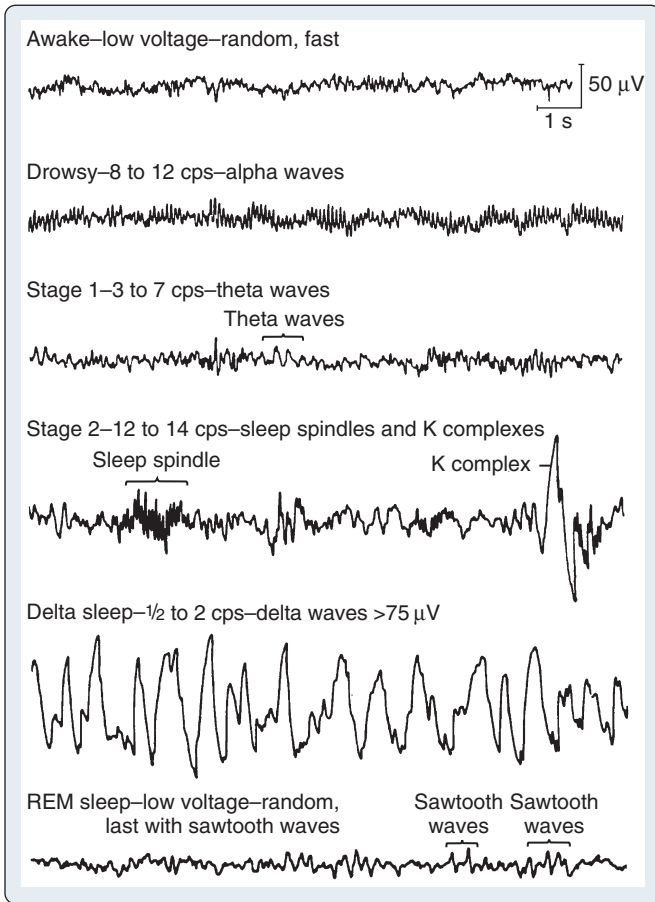 Awake–low voltage–random, fast
50 μV
1 s
Drowsy–8 to 12 cps–alpha waves
Stage 1–3 to 7 cps–theta waves
Theta waves
Stage 2–12 to 14 cps–sleep spindles and K complexes
Sleep spindle
K complex
Delta sleep–1/2 to 2 cps–delta waves >75 μV
REM sleep–low voltage–random,
last with sawtooth waves
Sawtooth Sawtooth
waves waves